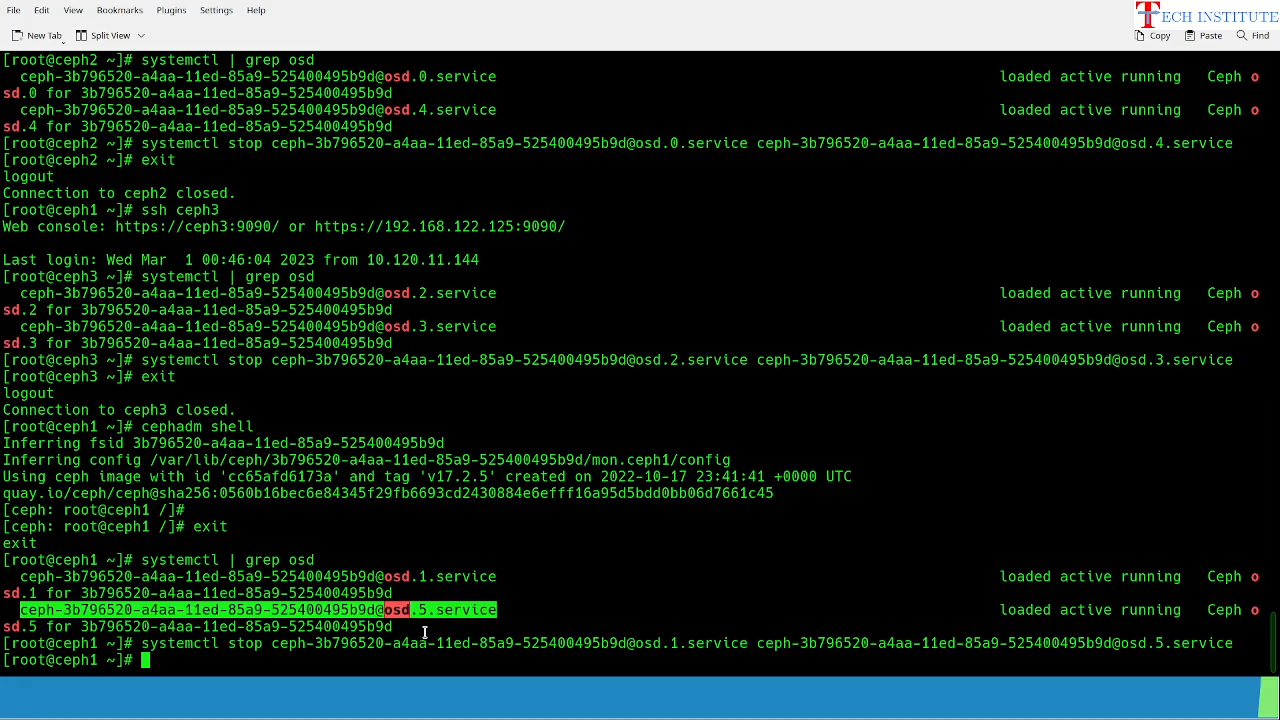 File Edit View Bookmarks Plugins Settings Help
TECH INSTITUTE
New Tab Split View Copy Paste Find
[root@ceph2 ~]# systemctl | grep osd
ceph-3b796520-a4aa-11ed-85a9-525400495b9d@osd.0.service loaded active running Ceph o
sd.0 for 3b796520-a4aa-11ed-85a9-525400495b9d
ceph-3b796520-a4aa-11ed-85a9-525400495b9d@osd.4.service loaded active running Ceph o
sd.4 for 3b796520-a4aa-11ed-85a9-525400495b9d
[root@ceph2 ~]# systemctl stop ceph-3b796520-a4aa-11ed-85a9-525400495b9d@osd.0.service ceph-3b796520-a4aa-11ed-85a9-525400495b9d@osd.4.service
[root@ceph2 ~]# exit
logout
Connection to ceph2 closed.
[root@ceph1 ~]# ssh ceph3
Web console: https://ceph3:9090/ or https://192.168.122.125:9090/
Last login: Wed Mar  1 00:46:04 2023 from 10.120.11.144
[root@ceph3 ~]# systemctl | grep osd
ceph-3b796520-a4aa-11ed-85a9-525400495b9d@osd.2.service loaded active running Ceph o
sd.2 for 3b796520-a4aa-11ed-85a9-525400495b9d
ceph-3b796520-a4aa-11ed-85a9-525400495b9d@osd.3.service loaded active running Ceph o
sd.3 for 3b796520-a4aa-11ed-85a9-525400495b9d
[root@ceph3 ~]# systemctl stop ceph-3b796520-a4aa-11ed-85a9-525400495b9d@osd.2.service ceph-3b796520-a4aa-11ed-85a9-525400495b9d@osd.3.service
[root@ceph3 ~]# exit
logout
Connection to ceph3 closed.
[root@ceph1 ~]# cephadm shell
Inferring fsid 3b796520-a4aa-11ed-85a9-525400495b9d
Inferring config /var/lib/ceph/3b796520-a4aa-11ed-85a9-525400495b9d/mon.ceph1/config
Using ceph image with id 'cc65afd6173a' and tag 'v17.2.5' created on 2022-10-17 23:41:41 +0000 UTC
quay.io/ceph/ceph@sha256:0560b16bec6e84345f29fb6693cd2430884e6efff16a95d5bdd0bb06d7661c45
[ceph: root@ceph1 /]#
[ceph: root@ceph1 /]# exit
exit
[root@ceph1 ~]# systemctl | grep osd
ceph-3b796520-a4aa-11ed-85a9-525400495b9d@osd.1.service loaded active running Ceph o
sd.1 for 3b796520-a4aa-11ed-85a9-525400495b9d
ceph-3b796520-a4aa-11ed-85a9-525400495b9d@osd.5.service loaded active running Ceph o
sd.5 for 3b796520-a4aa-11ed-85a9-525400495b9d
[root@ceph1 ~]# systemctl stop ceph-3b796520-a4aa-11ed-85a9-525400495b9d@osd.1.service ceph-3b796520-a4aa-11ed-85a9-525400495b9d@osd.5.service
[root@ceph1 ~]#